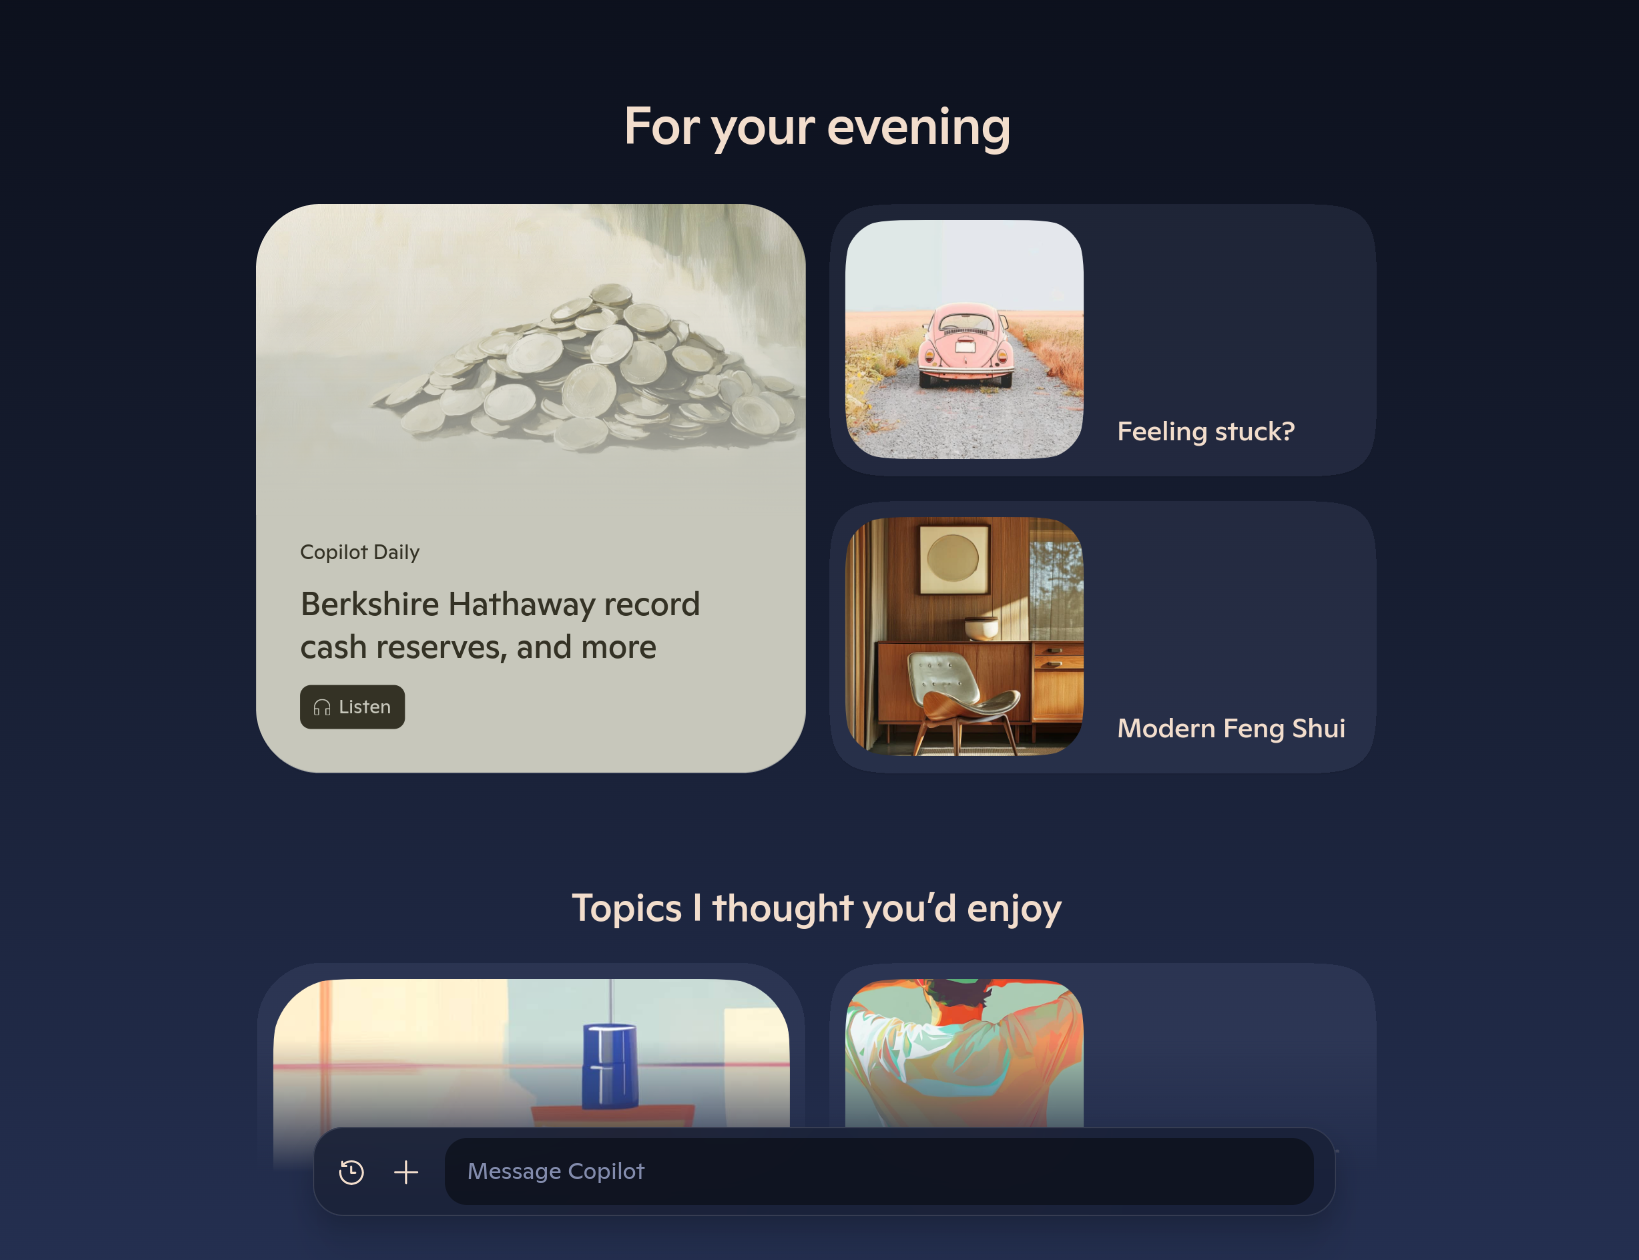 For your evening
Copilot Daily
Berkshire Hathaway record
cash reserves, and more
Listen
Feeling stuck?
Modern Feng Shui
Topics I thought you’d enjoy
Message Copilot